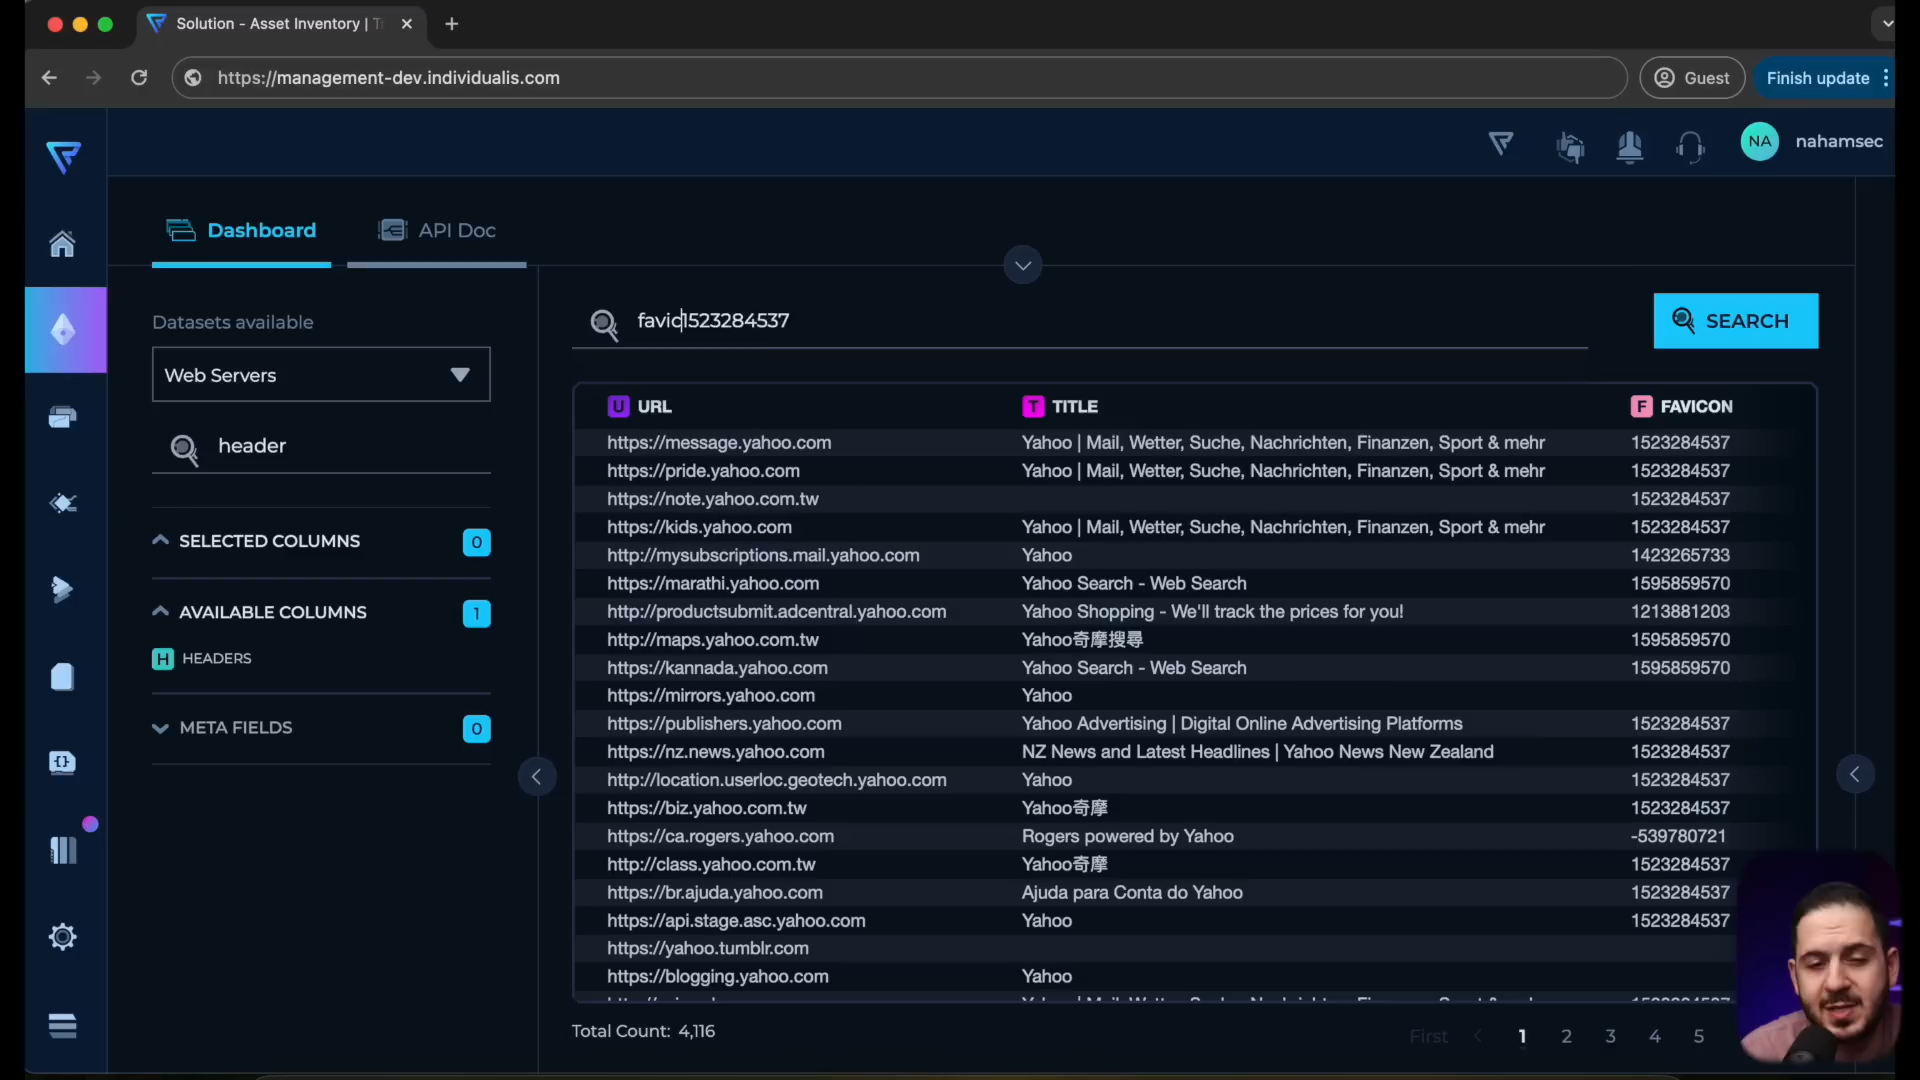 Solution - Asset Inventory | Tr
https://management-dev.individualis.com
Guest
Finish update
NA
nahamsec
Dashboard
API Doc
Datasets available
Web Servers
header
SELECTED COLUMNS 0
AVAILABLE COLUMNS 1
H HEADERS
META FIELDS 0
favic1523284537
SEARCH
U URL T TITLE F FAVICON
https://message.yahoo.com Yahoo | Mail, Wetter, Suche, Nachrichten, Finanzen, Sport & mehr 1523284537
https://pride.yahoo.com Yahoo | Mail, Wetter, Suche, Nachrichten, Finanzen, Sport & mehr 1523284537
https://note.yahoo.com.tw 1523284537
https://kids.yahoo.com Yahoo | Mail, Wetter, Suche, Nachrichten, Finanzen, Sport & mehr 1523284537
http://mysubscriptions.mail.yahoo.com Yahoo 1423265733
https://marathi.yahoo.com Yahoo Search - Web Search 1595859570
http://productsubmit.adcentral.yahoo.com Yahoo Shopping - We'll track the prices for you! 1213881203
http://maps.yahoo.com.tw Yahoo奇摩搜尋 1595859570
https://kannada.yahoo.com Yahoo Search - Web Search 1595859570
https://mirrors.yahoo.com Yahoo
https://publishers.yahoo.com Yahoo Advertising | Digital Online Advertising Platforms 1523284537
https://nz.news.yahoo.com NZ News and Latest Headlines | Yahoo News New Zealand 1523284537
http://location.userloc.geotech.yahoo.com Yahoo 1523284537
https://biz.yahoo.com.tw Yahoo奇摩 1523284537
https://ca.rogers.yahoo.com Rogers powered by Yahoo -539780721
http://class.yahoo.com.tw Yahoo奇摩 1523284537
https://br.ajuda.yahoo.com Ajuda para Conta do Yahoo 1523284537
https://api.stage.asc.yahoo.com Yahoo 1523284537
https://yahoo.tumblr.com
https://blogging.yahoo.com Yahoo
Total Count: 4,116
First 1 2 3 4 5